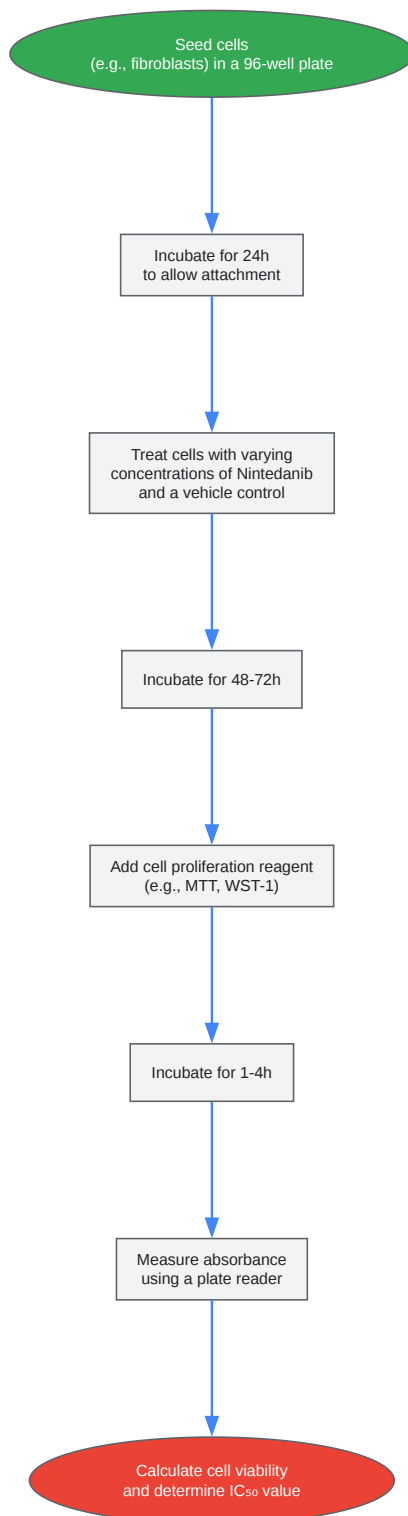 Seed cells
(e.g., fibroblasts) in a 96-well plate
Incubate for 24h
to allow attachment
Treat cells with varying
concentrations of Nintedanib
and a vehicle control
Incubate for 48-72h
Add cell proliferation reagent
(e.g., MTT, WST-1)
Incubate for 1-4h
Measure absorbance
using a plate reader
Calculate cell viability
and determine IC₅₀ value